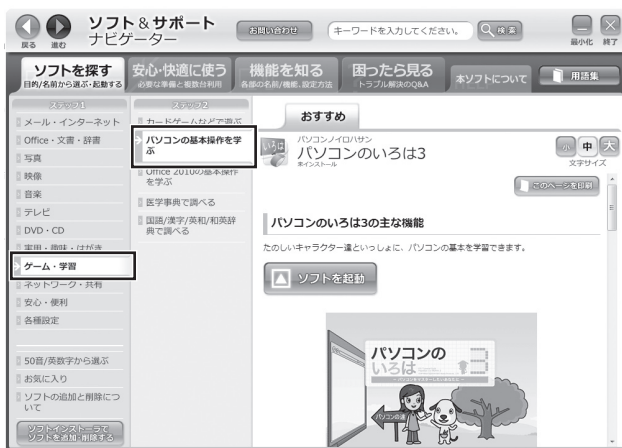 戻る
進む
ソフト&サポート
ナビゲーター
お問い合わせ
キーワードを入力してください。
検索
最小化
終了
ソフトを探す
目的/名前から選ぶ・起動する
安心・快適に使う
必要な準備と複数台利用
機能を知る
各部の名前/機能、設定方法
困ったら見る
トラブル解決のQ&A
本ソフトについて
用語集
ステップ1
メール・インターネット
Office・文書・辞書
写真
映像
音楽
テレビ
DVD・CD
実用・趣味・はがき
ゲーム・学習
ネットワーク・共有
安心・便利
各種設定
50音/英数字から選ぶ
お気に入り
ソフトの追加と削除につ
いて
ソフトインストーラで
ソフトを追加・削除する
ステップ2
カードゲームなどで遊ぶ
パソコンの基本操作を学
ぶ
Office 2010の基本操作
を学ぶ
医学事典で調べる
国語/漢字/英和/和英辞
典で調べる
おすすめ
いろは
パソコンノイロハサン
パソコンのいろは3
未インストール
小 中 大
文字サイズ
このページを印刷
パソコンのいろは3の主な機能
たのしいキャラクター達といっしょに、パソコンの基本を学習できます。
ソフトを起動
パソコンの
いろは
3
パソコンの達